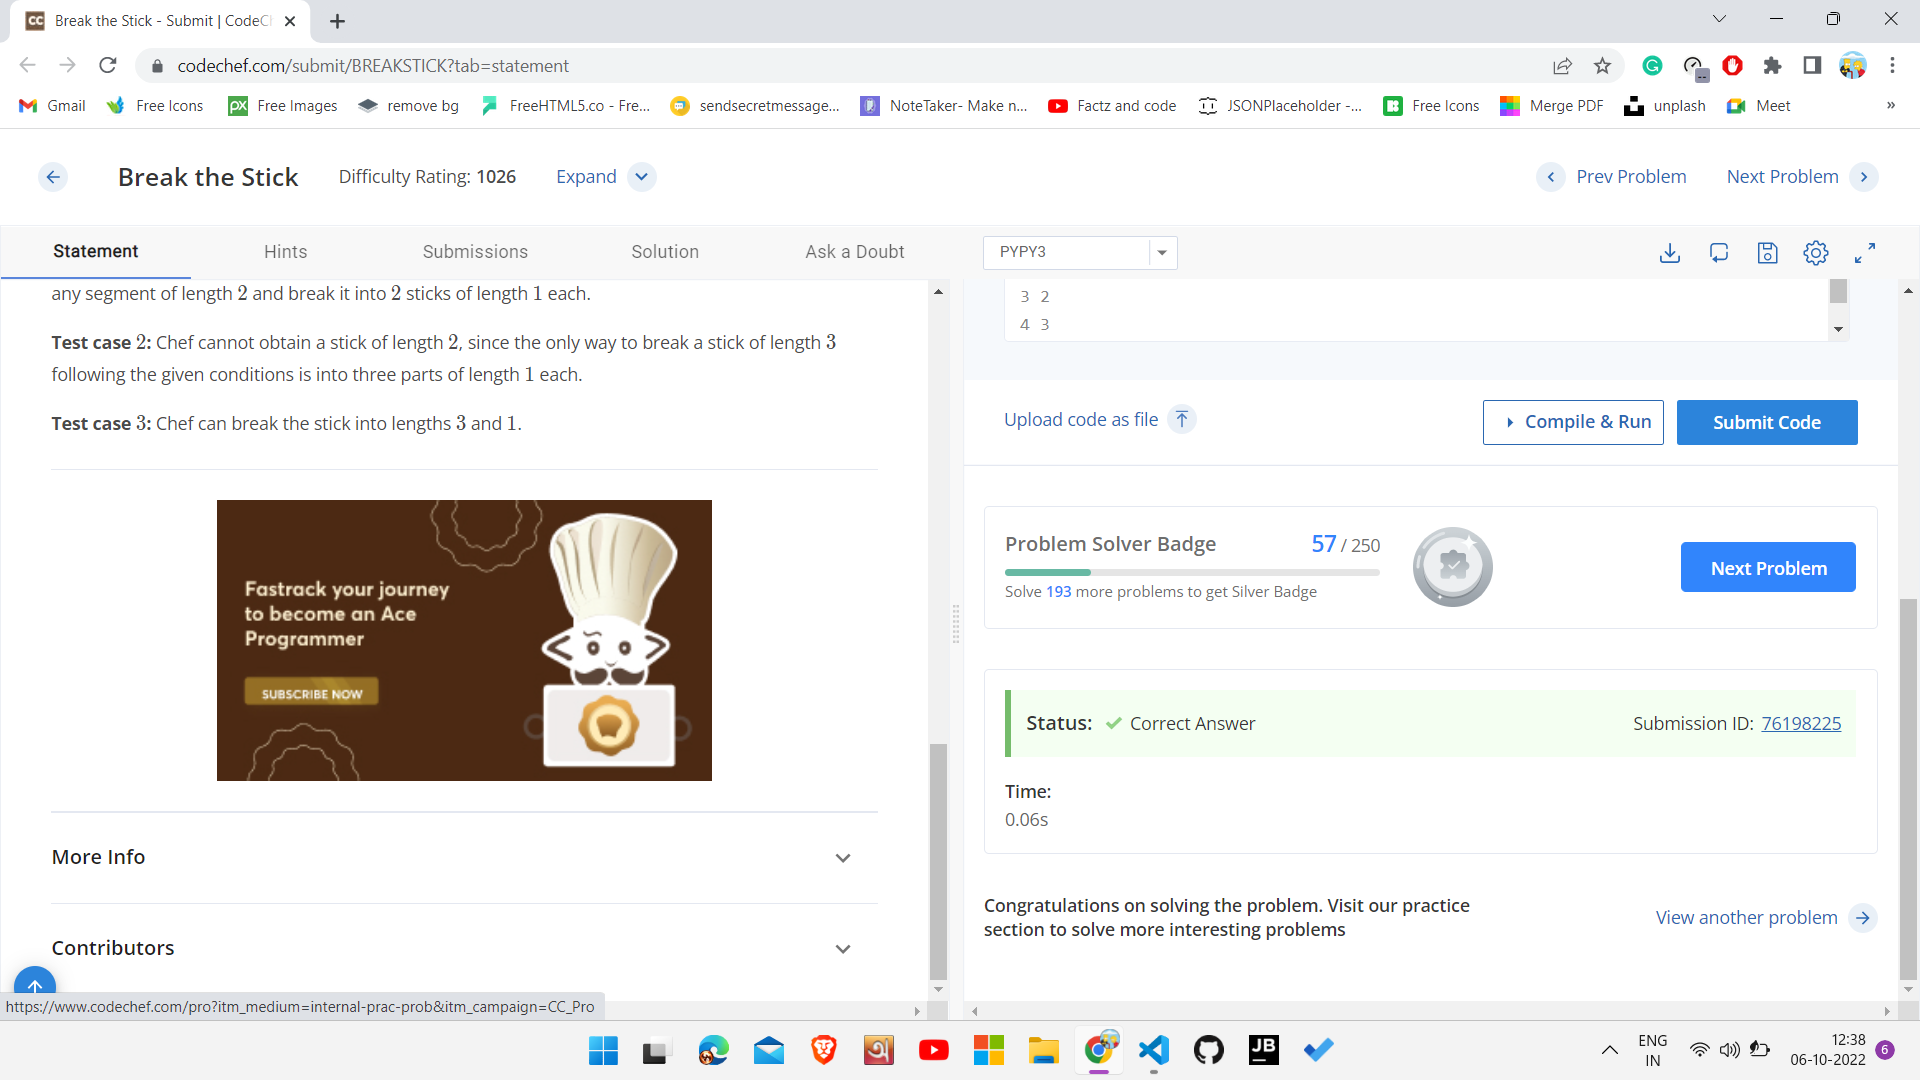 Break the Stick - Submit | CodeCh
codechef.com/submit/BREAKSTICK?tab=statement
Gmail Free Icons Free Images remove bg FreeHTML5.co - Fre... sendsecretmessage... NoteTaker- Make n... Factz and code JSONPlaceholder -... Free Icons Merge PDF unplash Meet »
Break the Stick Difficulty Rating: 1026 Expand Prev Problem Next Problem
Statement Hints Submissions Solution Ask a Doubt PYPY3
any segment of length 2 and break it into 2 sticks of length 1 each.
Test case 2: Chef cannot obtain a stick of length 2, since the only way to break a stick of length 3
following the given conditions is into three parts of length 1 each.
Test case 3: Chef can break the stick into lengths 3 and 1.
Fastrack your journey
to become an Ace
Programmer
SUBSCRIBE NOW
More Info
Contributors
https://www.codechef.com/pro?itm_medium=internal-prac-prob&itm_campaign=CC_Pro
3 2
4 3
Upload code as file Compile & Run Submit Code
Problem Solver Badge 57 / 250
Solve 193 more problems to get Silver Badge
Next Problem
Status: Correct Answer Submission ID: 76198225
Time:
0.06s
Congratulations on solving the problem. Visit our practice
section to solve more interesting problems
View another problem
ENG
IN
12:38
06-10-2022
6
CC
PX
JB
अ